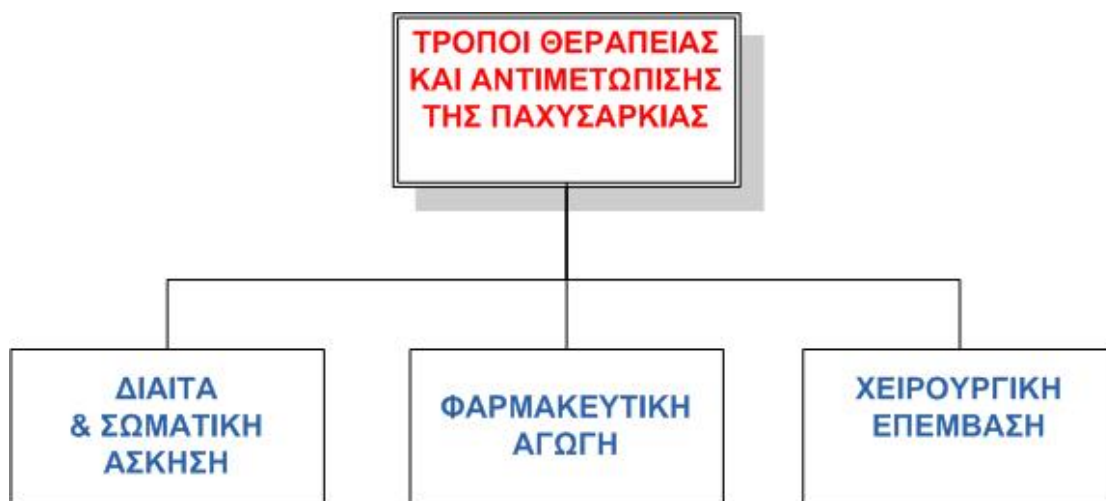 ΤΡΟΠΟΙ ΘΕΡΑΠΕΙΑΣ
ΚΑΙ ΑΝΤΙΜΕΤΩΠΙΣΗΣ
ΤΗΣ ΠΑΧΥΣΑΡΚΙΑΣ
ΔΙΑΙΤΑ
& ΣΩΜΑΤΙΚΗ
ΑΣΚΗΣΗ
ΦΑΡΜΑΚΕΥΤΙΚΗ
ΑΓΩΓΗ
ΧΕΙΡΟΥΡΓΙΚΗ
ΕΠΕΜΒΑΣΗ